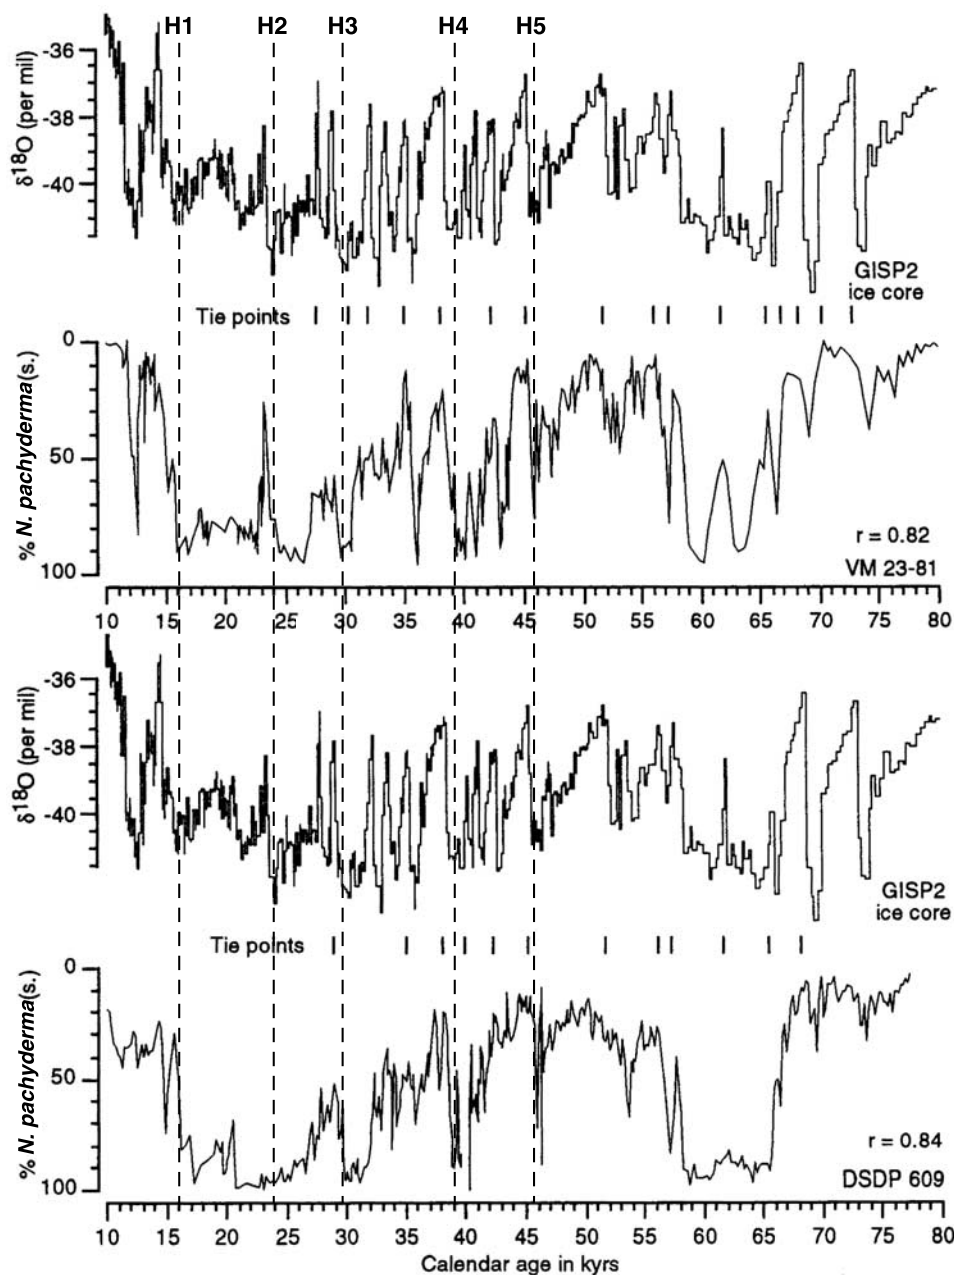 H1 H2 H3 H4 H5
-36
-38
-40
δ18O (per mil)
GISP2
ice core
Tie points
0
50
100
% N. pachyderma(s.)
r = 0.82
VM 23-81
10 15 20 25 30 35 40 45 50 55 60 65 70 75 80
-36
-38
-40
δ18O (per mil)
GISP2
ice core
Tie points
0
50
100
% N. pachyderma(s.)
r = 0.84
DSDP 609
10 15 20 25 30 35 40 45 50 55 60 65 70 75 80
Calendar age in kyrs